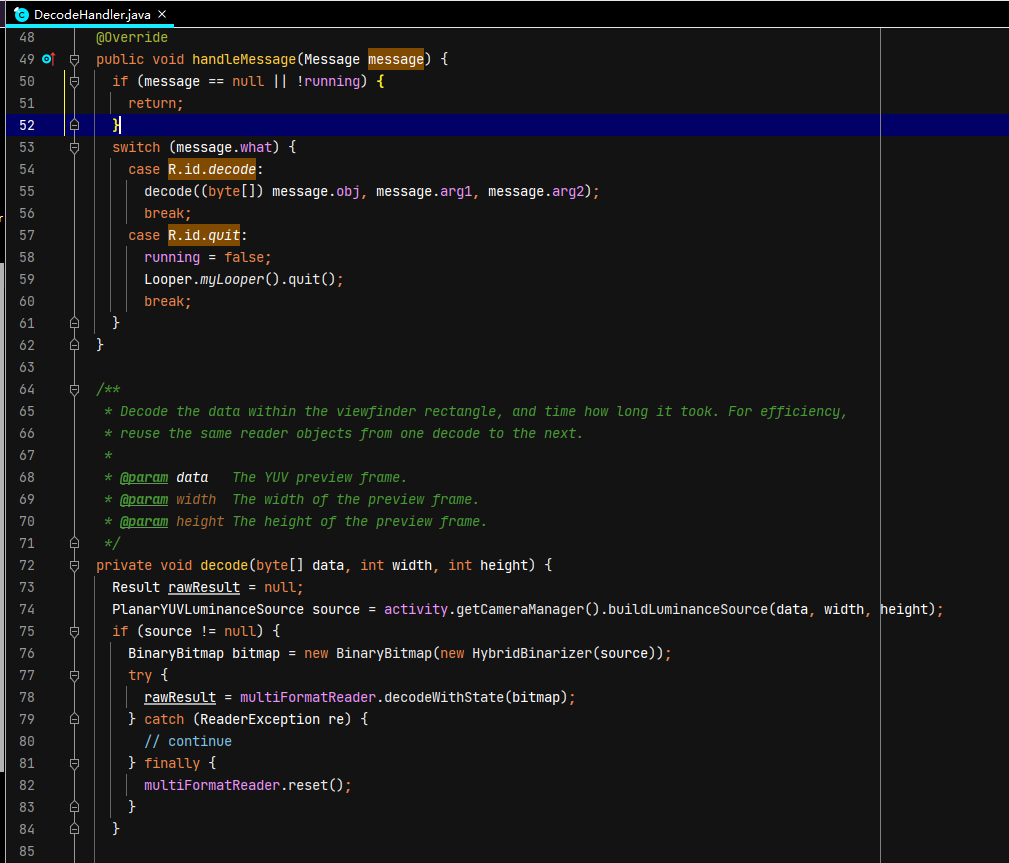 DecodeHandler.java
48 @Override
49 public void handleMessage(Message message) {
50 if (message == null || !running) {
51 return;
52 }
53 switch (message.what) {
54 case R.id.decode:
55 decode((byte[]) message.obj, message.arg1, message.arg2);
56 break;
57 case R.id.quit:
58 running = false;
59 Looper.myLooper().quit();
60 break;
61 }
62 }
63
64 /**
65 * Decode the data within the viewfinder rectangle, and time how long it took. For efficiency,
66 * reuse the same reader objects from one decode to the next.
67 *
68 * @param data The YUV preview frame.
69 * @param width The width of the preview frame.
70 * @param height The height of the preview frame.
71 */
72 private void decode(byte[] data, int width, int height) {
73 Result rawResult = null;
74 PlanarYUVLuminanceSource source = activity.getCameraManager().buildLuminanceSource(data, width, height);
75 if (source != null) {
76 BinaryBitmap bitmap = new BinaryBitmap(new HybridBinarizer(source));
77 try {
78 rawResult = multiFormatReader.decodeWithState(bitmap);
79 } catch (ReaderException re) {
80 // continue
81 } finally {
82 multiFormatReader.reset();
83 }
84 }
85